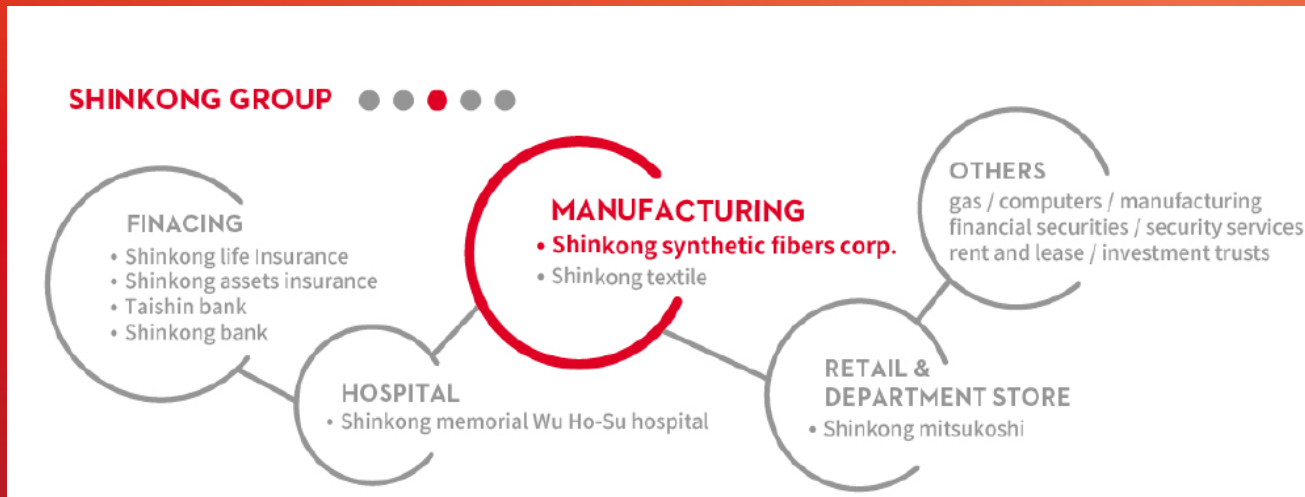 SHINKONG GROUP
FINACING
• Shinkong life Insurance
• Shinkong assets insurance
• Taishin bank
• Shinkong bank
HOSPITAL
• Shinkong memorial Wu Ho-Su hospital
MANUFACTURING
• Shinkong synthetic fibers corp.
• Shinkong textile
RETAIL &
DEPARTMENT STORE
• Shinkong mitsukoshi
OTHERS
gas / computers / manufacturing
financial securities / security services
rent and lease / investment trusts